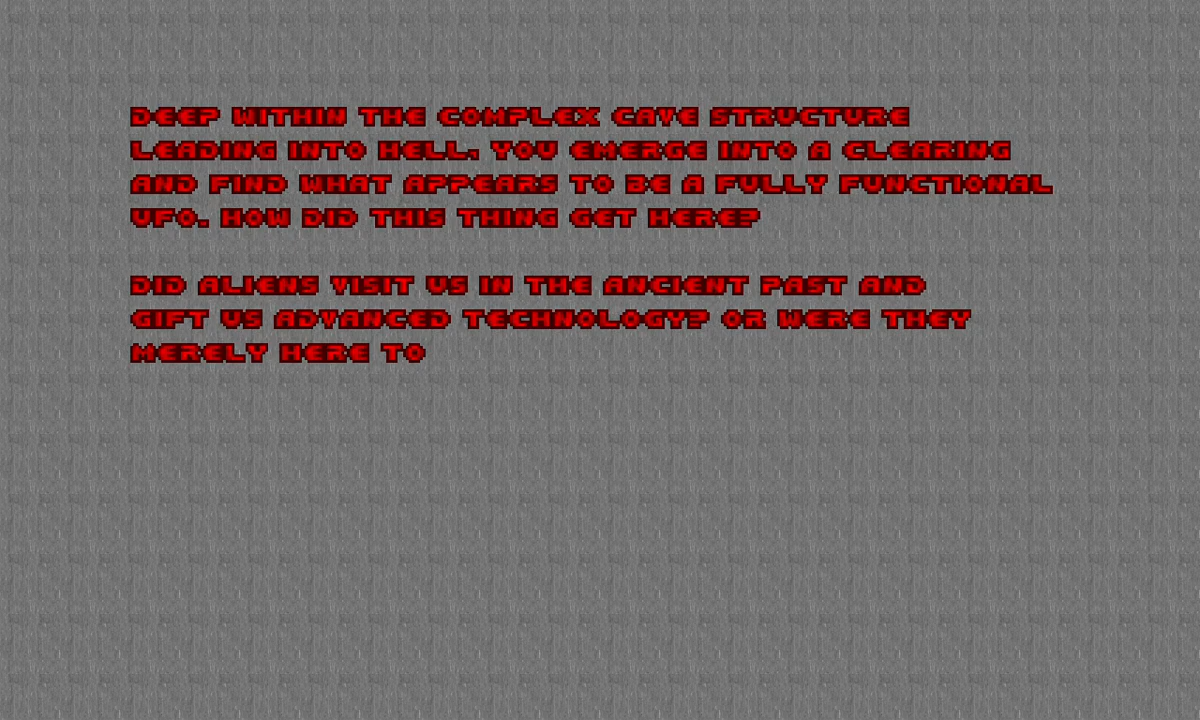 DEEP WITHIN THE COMPLEX CAVE STRUCTURE
LEADING INTO HELL, YOU EMERGE INTO A CLEARING
AND FIND WHAT APPEARS TO BE A FULLY FUNCTIONAL
UFO. HOW DID THIS THING GET HERE?
DID ALIENS VISIT US IN THE ANCIENT PAST AND
GIFT US ADVANCED TECHNOLOGY? OR WERE THEY
MERELY HERE TO